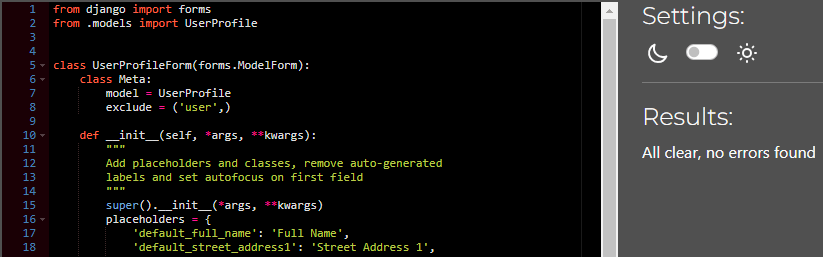 1 from django import forms
2 from .models import UserProfile
3
4
5 class UserProfileForm(forms.ModelForm):
6     class Meta:
7         model = UserProfile
8         exclude = ('user',)
9
10     def __init__(self, *args, **kwargs):
11         """
12         Add placeholders and classes, remove auto-generated
13         labels and set autofocus on first field
14         """
15         super().__init__(*args, **kwargs)
16         placeholders = {
17             'default_full_name': 'Full Name',
18             'default_street_address1': 'Street Address 1',
Settings:
Results:
All clear, no errors found